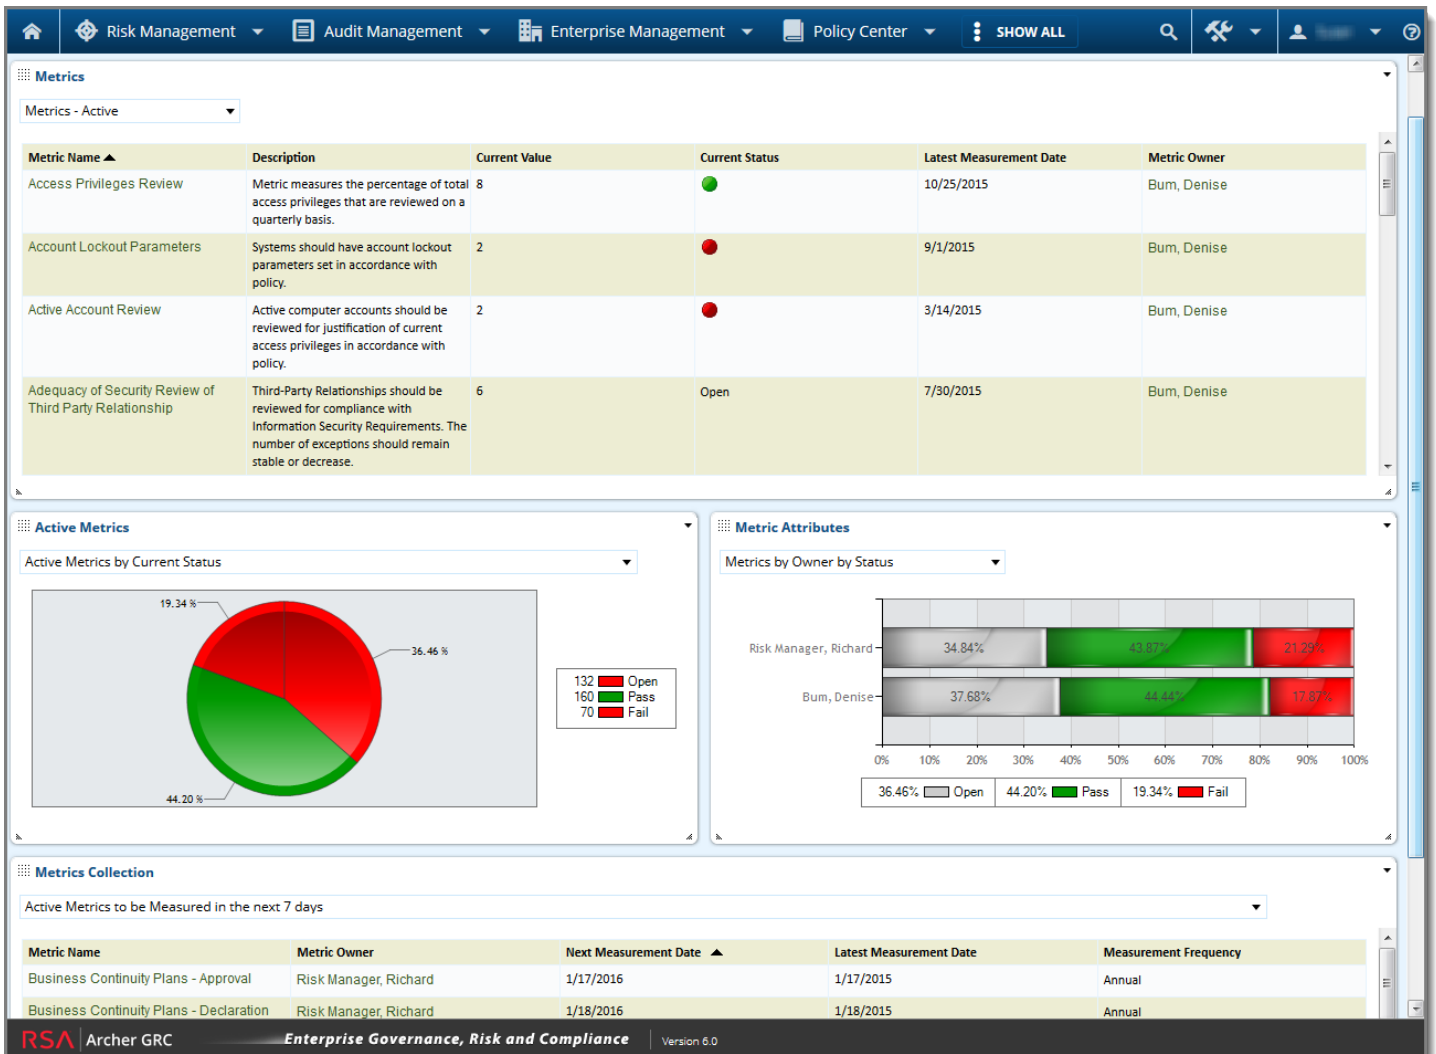 Risk Management
Audit Management
Enterprise Management
Policy Center
SHOW ALL
Metrics
Metrics - Active
Metric Name Description Current Value Current Status Latest Measurement Date Metric Owner
Access Privileges Review
Metric measures the percentage of total
access privileges that are reviewed on a
quarterly basis.
8
10/25/2015
Bum, Denise
Account Lockout Parameters
Systems should have account lockout
parameters set in accordance with
policy.
2
9/1/2015
Bum, Denise
Active Account Review
Active computer accounts should be
reviewed for justification of current
access privileges in accordance with
policy.
2
3/14/2015
Bum, Denise
Adequacy of Security Review of
Third Party Relationship
Third-Party Relationships should be
reviewed for compliance with
Information Security Requirements. The
number of exceptions should remain
stable or decrease.
6
Open
7/30/2015
Bum, Denise
Active Metrics
Active Metrics by Current Status
19.34 %
36.46 %
44.20 %
132 Open
160 Pass
70 Fail
Metric Attributes
Metrics by Owner by Status
Risk Manager, Richard
34.84% 43.87% 21.29%
Bum, Denise
37.68% 44.44% 17.87%
0% 10% 20% 30% 40% 50% 60% 70% 80% 90% 100%
36.46% Open 44.20% Pass 19.34% Fail
Metrics Collection
Active Metrics to be Measured in the next 7 days
Metric Name Metric Owner Next Measurement Date Latest Measurement Date Measurement Frequency
Business Continuity Plans - Approval Risk Manager, Richard 1/17/2016 1/17/2015 Annual
Business Continuity Plans - Declaration Risk Manager, Richard 1/18/2016 1/18/2015 Annual
RSA Archer GRC Enterprise Governance, Risk and Compliance Version 6.0